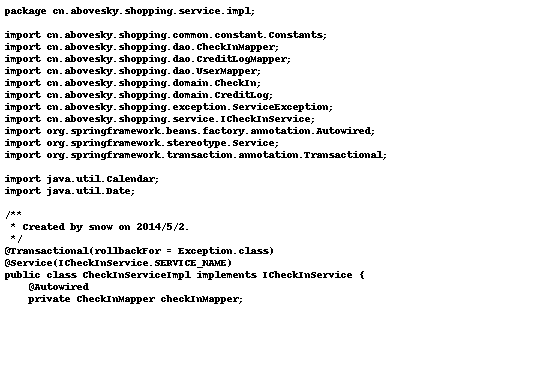 package cn.abovesky.shopping.service.impl;

import cn.abovesky.shopping.common.constant.Constants;
import cn.abovesky.shopping.dao.CheckInMapper;
import cn.abovesky.shopping.dao.CreditLogMapper;
import cn.abovesky.shopping.dao.UserMapper;
import cn.abovesky.shopping.domain.CheckIn;
import cn.abovesky.shopping.domain.CreditLog;
import cn.abovesky.shopping.exception.ServiceException;
import cn.abovesky.shopping.service.ICheckInService;
import org.springframework.beans.factory.annotation.Autowired;
import org.springframework.stereotype.Service;
import org.springframework.transaction.annotation.Transactional;

import java.util.Calendar;
import java.util.Date;

/**
 * Created by snow on 2014/5/2.
 */
@Transactional(rollbackFor = Exception.class)
@Service(ICheckInService.SERVICE_NAME)
public class CheckInServiceImpl implements ICheckInService {
    @Autowired
    private CheckInMapper checkInMapper;